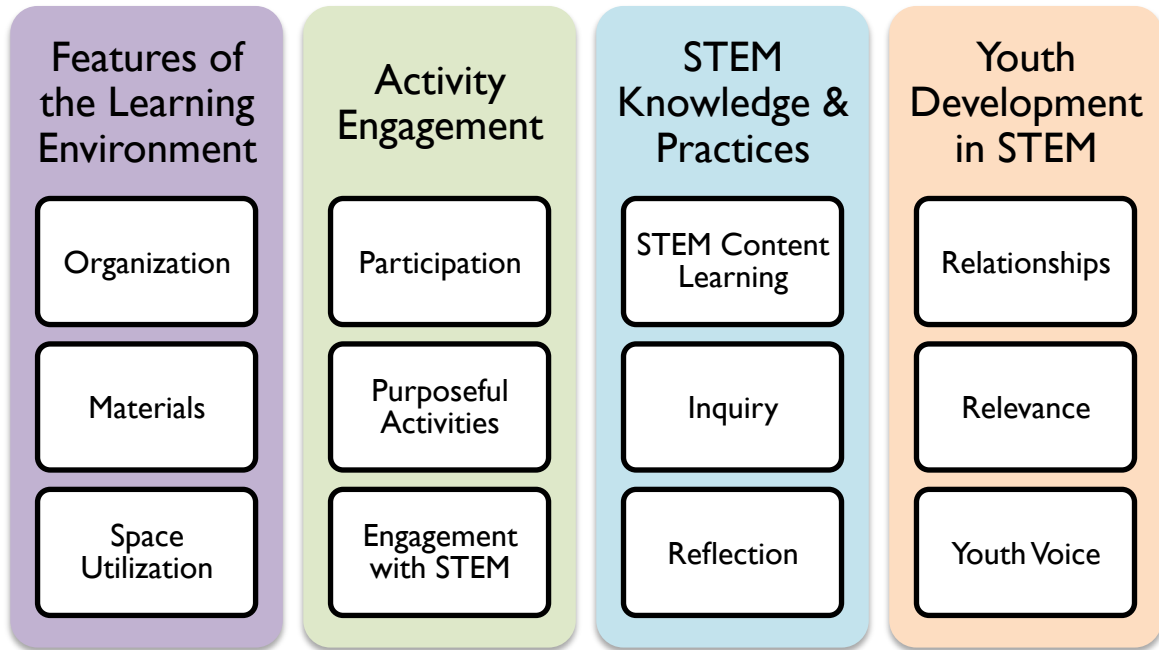 Features of
the Learning
Environment
Organization
Materials
Space
Utilization
Activity
Engagement
Participation
Purposeful
Activities
Engagement
with STEM
STEM
Knowledge &
Practices
STEM Content
Learning
Inquiry
Reflection
Youth
Development
in STEM
Relationships
Relevance
Youth Voice